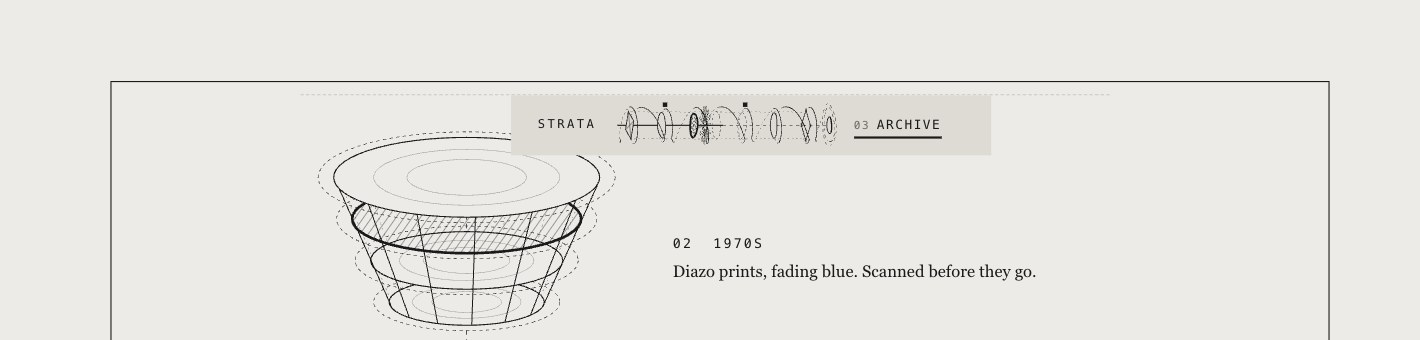 STRATA
03 ARCHIVE
02 1970S
Diazo prints, fading blue. Scanned before they go.